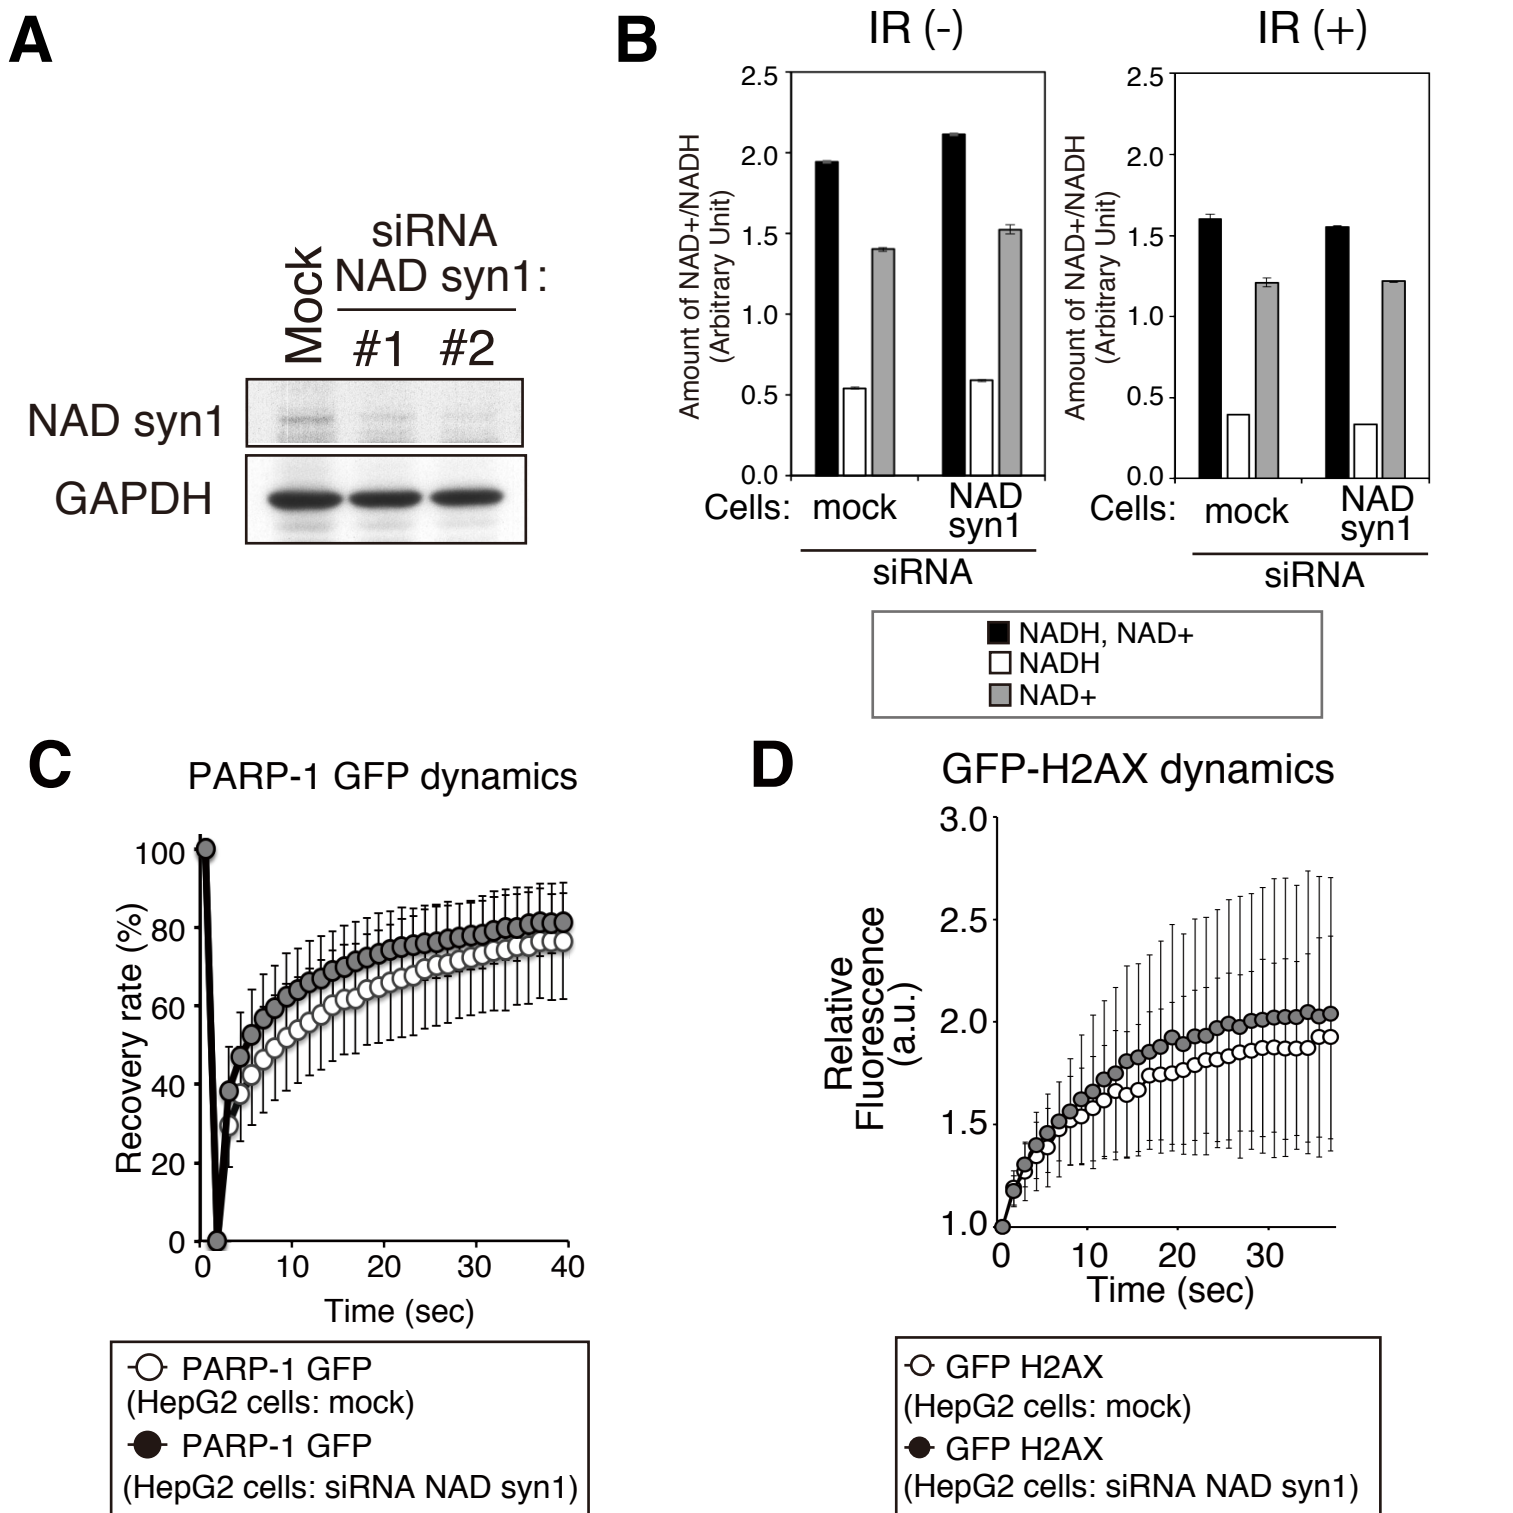 A
Mock
siRNA
NAD syn1:
#1 #2
NAD syn1
GAPDH
B
IR (-)
Amount of NAD+/NADH
(Arbitrary Unit)
2.5
2.0
1.5
1.0
0.5
0.0
Cells: mock NAD
syn1
siRNA
IR (+)
Amount of NAD+/NADH
(Arbitrary Unit)
2.5
2.0
1.5
1.0
0.5
0.0
Cells: mock NAD
syn1
siRNA
NADH, NAD+
NADH
NAD+
C
PARP-1 GFP dynamics
Recovery rate (%)
100
80
60
40
20
0
0 10 20 30 40
Time (sec)
PARP-1 GFP
(HepG2 cells: mock)
PARP-1 GFP
(HepG2 cells: siRNA NAD syn1)
D
GFP-H2AX dynamics
Relative
Fluorescence
(a.u.)
3.0
2.5
2.0
1.5
1.0
0 10 20 30
Time (sec)
GFP H2AX
(HepG2 cells: mock)
GFP H2AX
(HepG2 cells: siRNA NAD syn1)